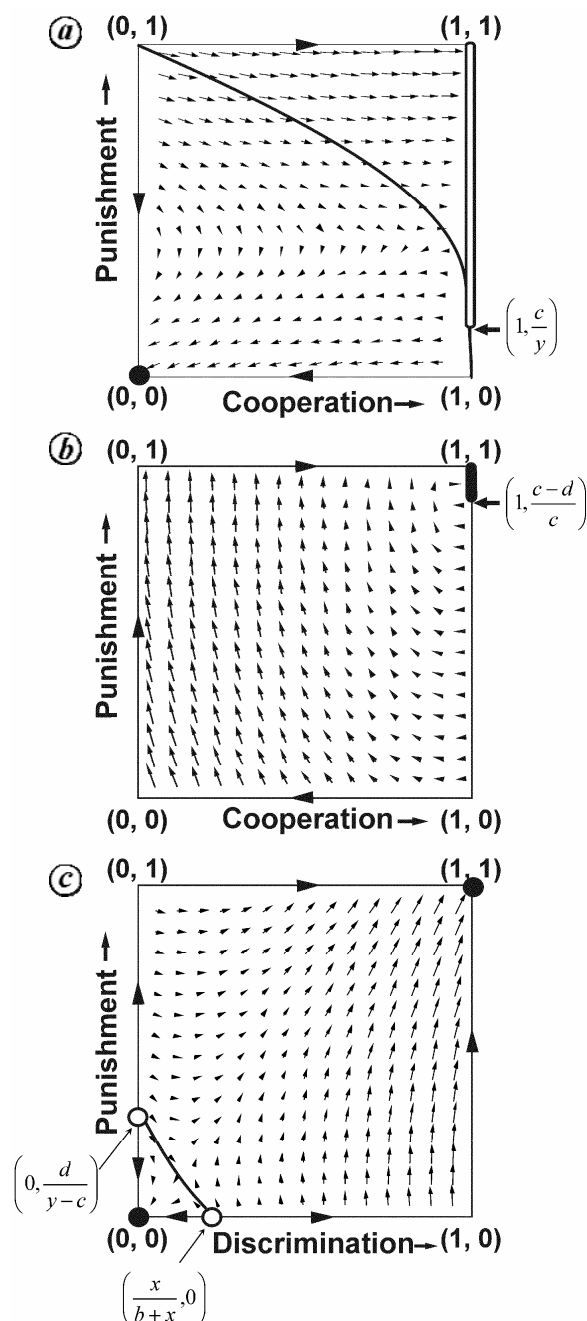 a
(0, 1) (1, 1)
Punishment →
(1, c/y)
(0, 0) (1, 0)
Cooperation →
b
(0, 1) (1, 1)
(1, c−d/c)
Punishment →
(0, 0) (1, 0)
Cooperation →
c
(0, 1) (1, 1)
Punishment →
(0, d/y−c)
(0, 0) (1, 0)
Discrimination →
(x/b+x, 0)